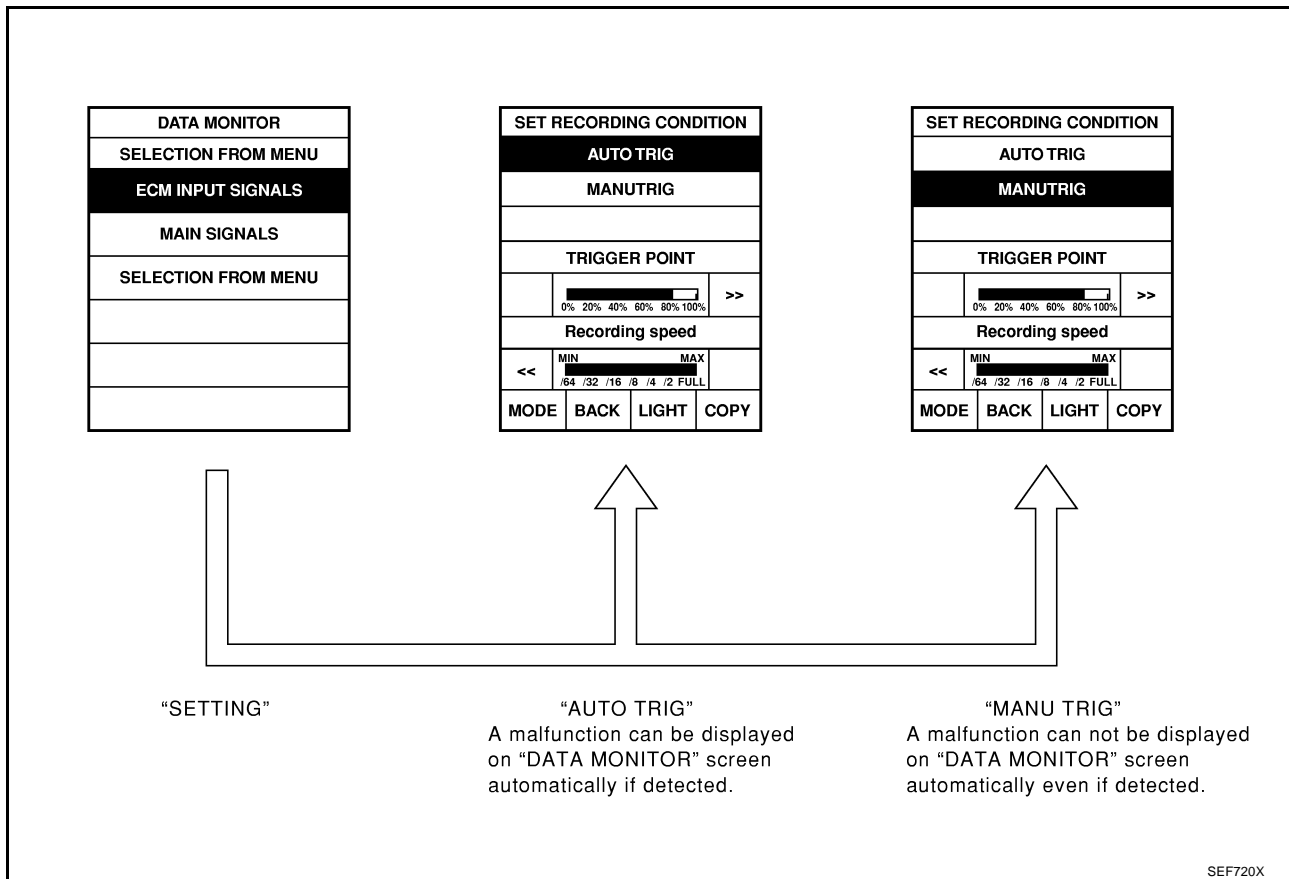 DATA MONITOR
SELECTION FROM MENU
ECM INPUT SIGNALS
MAIN SIGNALS
SELECTION FROM MENU
SET RECORDING CONDITION
AUTO TRIG
MANUTRIG
TRIGGER POINT
>>
0% 20% 40% 60% 80% 100%
Recording speed
MIN MAX
<<
/64 /32 /16 /8 /4 /2 FULL
MODE BACK LIGHT COPY
SET RECORDING CONDITION
AUTO TRIG
MANUTRIG
TRIGGER POINT
>>
0% 20% 40% 60% 80% 100%
Recording speed
MIN MAX
<<
/64 /32 /16 /8 /4 /2 FULL
MODE BACK LIGHT COPY
“SETTING”
“AUTO TRIG”
A malfunction can be displayed
on “DATA MONITOR” screen
automatically if detected.
“MANU TRIG”
A malfunction can not be displayed
on “DATA MONITOR” screen
automatically even if detected.
SEF720X